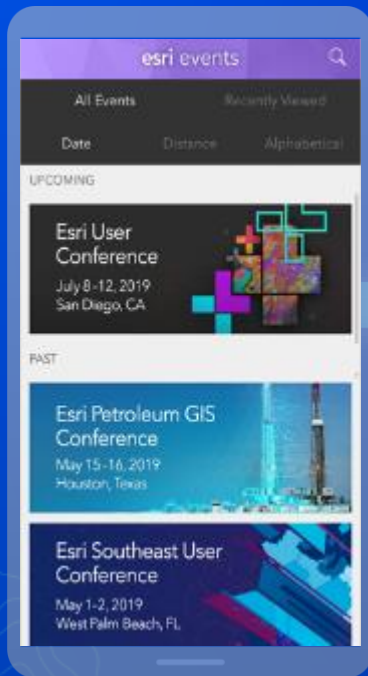 esri events
All Events Recently Viewed
Date Distance Alphabetical
UPCOMING
Esri User
Conference
July 8-12, 2019
San Diego, CA
PAST
Esri Petroleum GIS
Conference
May 15-16, 2019
Houston, Texas
Esri Southeast User
Conference
May 1-2, 2019
West Palm Beach, FL